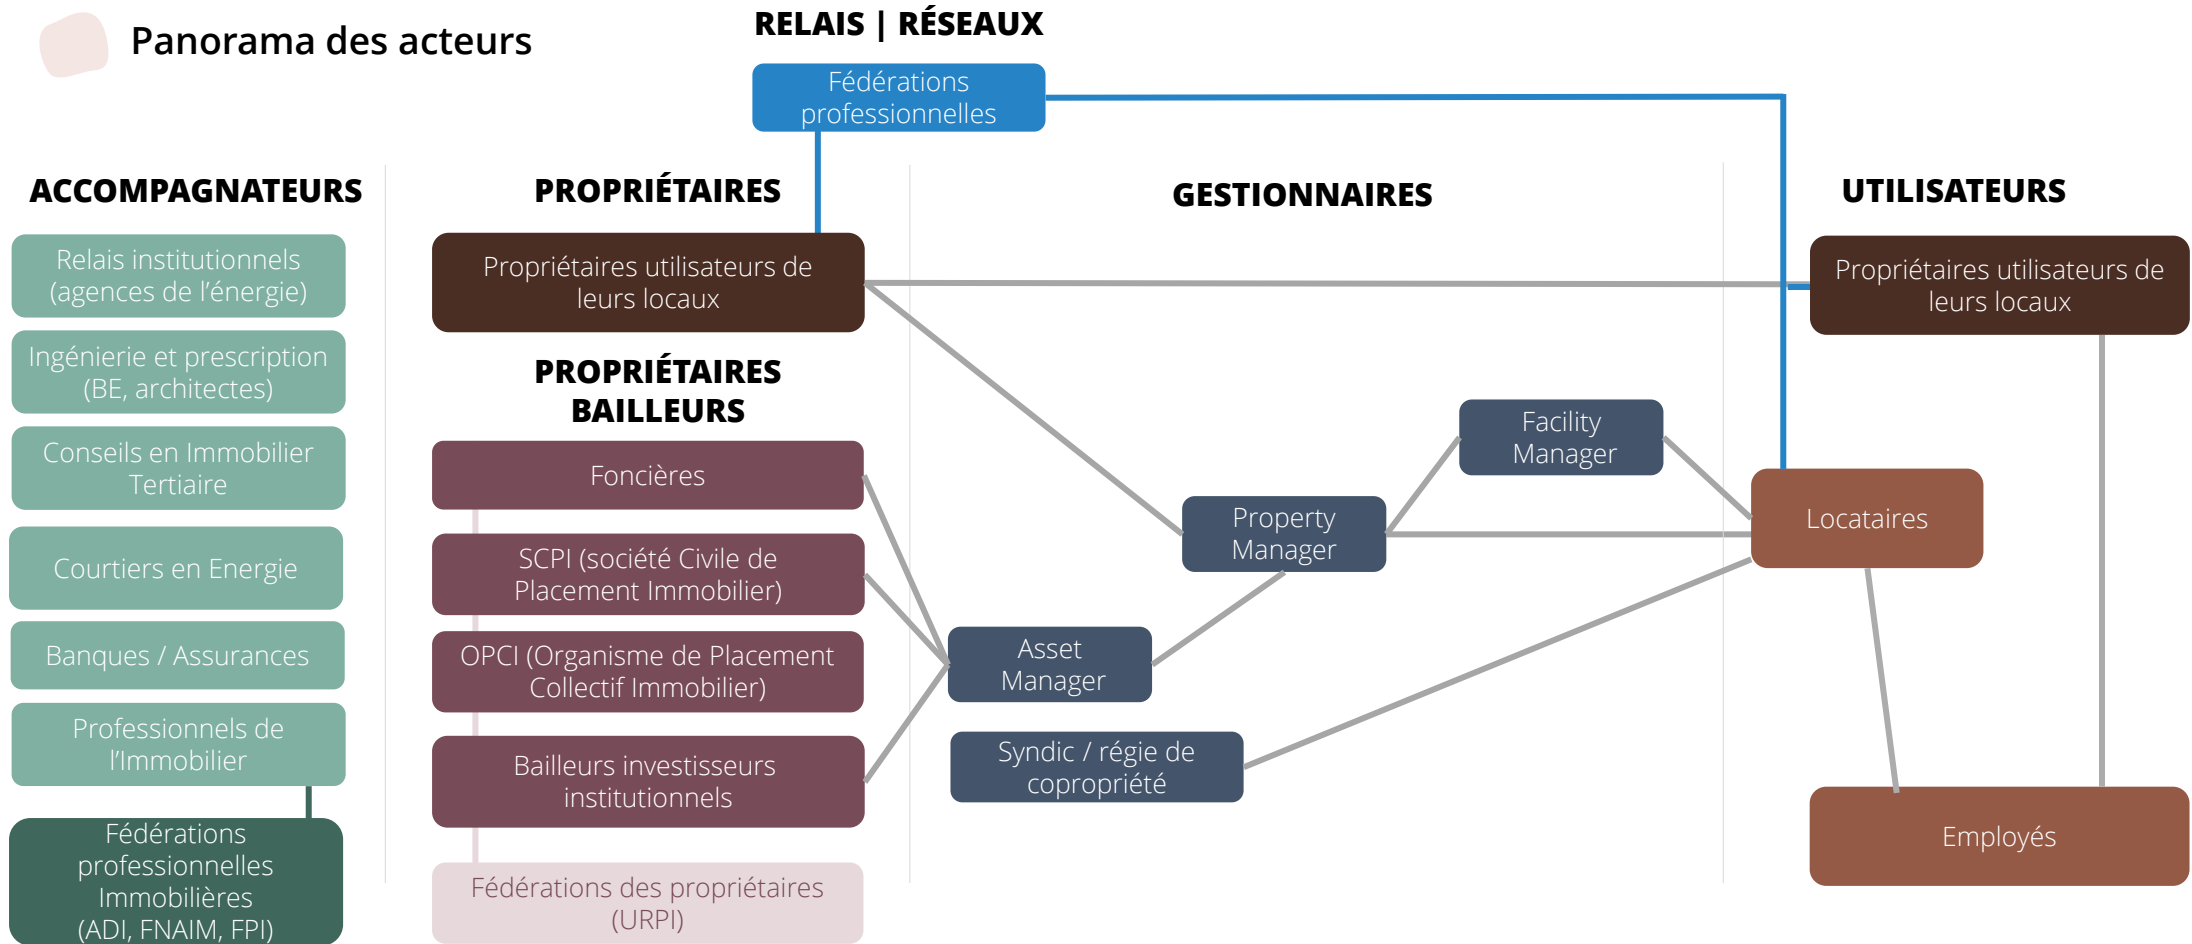 Panorama des acteurs
RELAIS | RÉSEAUX
Fédérations
professionnelles
ACCOMPAGNATEURS
Relais institutionnels
(agences de l’énergie)
Ingénierie et prescription
(BE, architectes)
Conseils en Immobilier
Tertiaire
Courtiers en Energie
Banques / Assurances
Professionnels de
l’Immobilier
Fédérations
professionnelles
Immobilières
(ADI, FNAIM, FPI)
PROPRIÉTAIRES
Propriétaires utilisateurs de
leurs locaux
PROPRIÉTAIRES
BAILLEURS
Foncières
SCPI (société Civile de
Placement Immobilier)
OPCI (Organisme de Placement
Collectif Immobilier)
Bailleurs investisseurs
institutionnels
Fédérations des propriétaires
(URPI)
GESTIONNAIRES
Facility
Manager
Property
Manager
Asset
Manager
Syndic / régie de
copropriété
UTILISATEURS
Propriétaires utilisateurs de
leurs locaux
Locataires
Employés